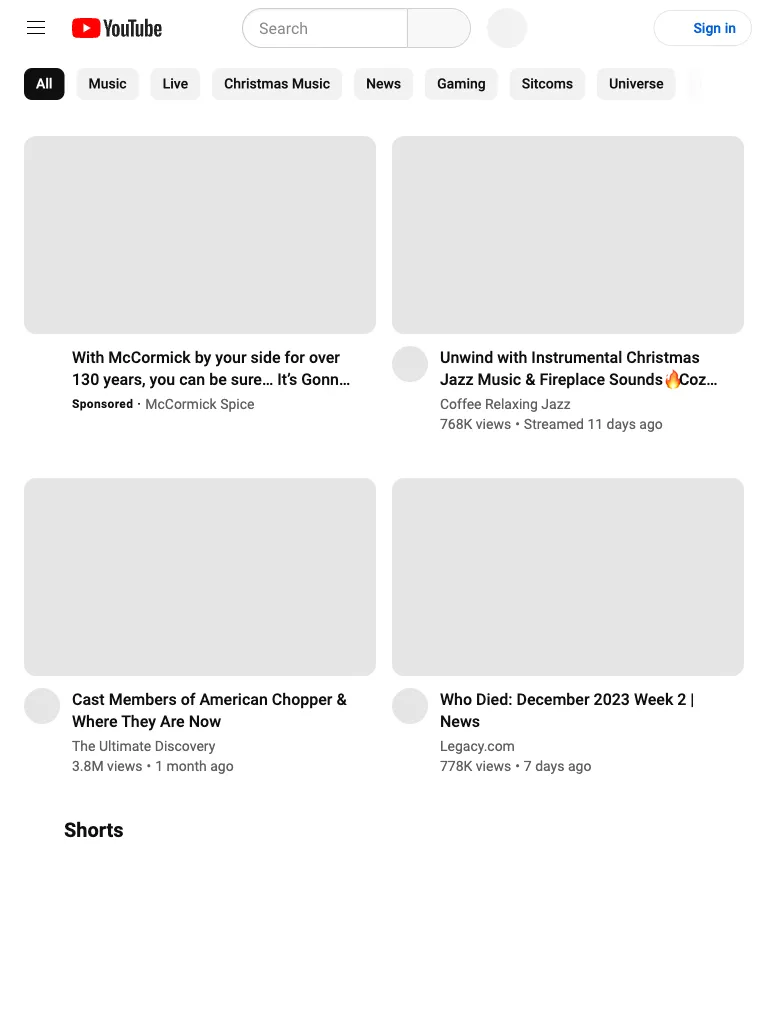 YouTube
Search
Sign in
All
Music
Live
Christmas Music
News
Gaming
Sitcoms
Universe
With McCormick by your side for over
130 years, you can be sure... It's Gonn...
Sponsored · McCormick Spice
Unwind with Instrumental Christmas
Jazz Music & Fireplace Sounds🔥Coz...
Coffee Relaxing Jazz
768K views • Streamed 11 days ago
Cast Members of American Chopper &
Where They Are Now
The Ultimate Discovery
3.8M views • 1 month ago
Who Died: December 2023 Week 2 |
News
Legacy.com
778K views • 7 days ago
Shorts